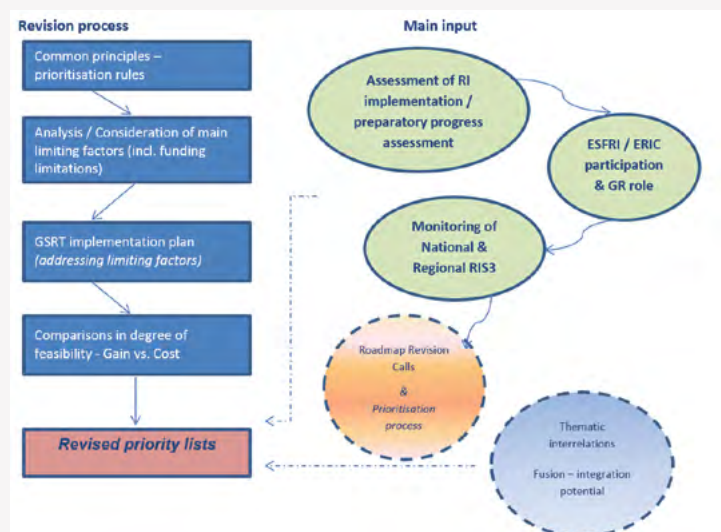 Revision process
Common principles –
prioritisation rules
Analysis / Consideration of main
limiting factors (incl. funding
limitations)
GSRT implementation plan
(addressing limiting factors)
Comparisons in degree of
feasibility - Gain vs. Cost
Revised priority lists
Main input
Assessment of RI
implementation /
preparatory progress
assessment
ESFRI / ERIC
participation
& GR role
Monitoring of
National &
Regional RIS3
Roadmap Revision
Calls
&
Prioritisation
process
Thematic
interrelations
Fusion – integration
potential